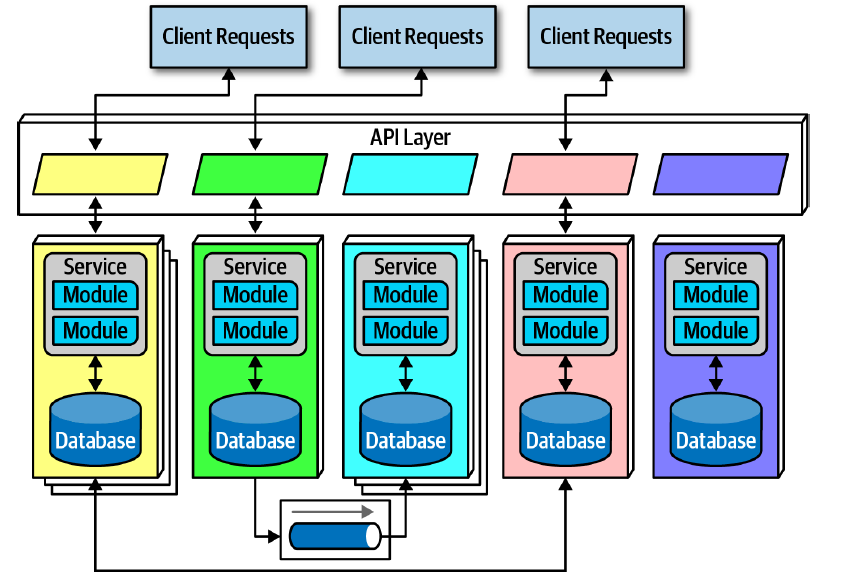 Client Requests
Client Requests
Client Requests
API Layer
Service
Module
Module
Database
Service
Module
Module
Database
Service
Module
Module
Database
Service
Module
Module
Database
Service
Module
Module
Database